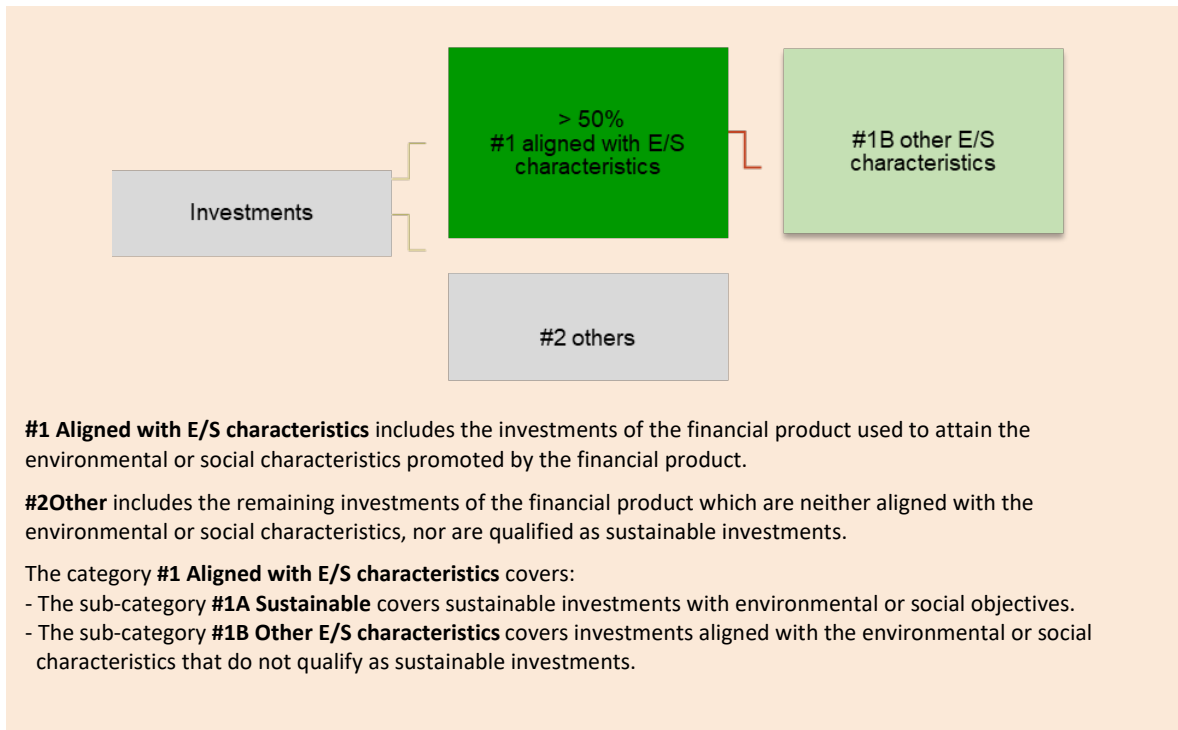 > 50%
#1 aligned with E/S
characteristics
#1B other E/S
characteristics
Investments
#2 others
#1 Aligned with E/S characteristics includes the investments of the financial product used to attain the
environmental or social characteristics promoted by the financial product.
#2Other includes the remaining investments of the financial product which are neither aligned with the
environmental or social characteristics, nor are qualified as sustainable investments.
The category #1 Aligned with E/S characteristics covers:
- The sub-category #1A Sustainable covers sustainable investments with environmental or social objectives.
- The sub-category #1B Other E/S characteristics covers investments aligned with the environmental or social
characteristics that do not qualify as sustainable investments.